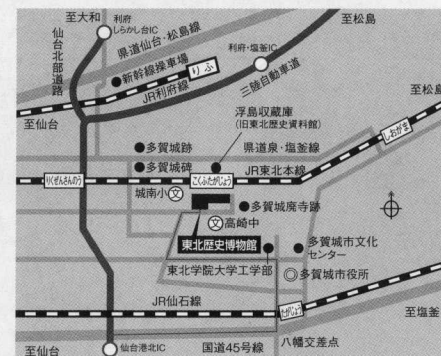 至大和
利府
しらかし台IC
至松島
仙台北部道路
県道仙台・松島線
利府・塩釜IC
新幹線操車場
りふ
JR利府線
三陸自動車道
至仙台
浮島収蔵庫
（旧東北歴史資料館）
至松島
しおがま
多賀城跡
県道泉・塩釜線
多賀城碑
JR東北本線
りくぜんさんのう
こくふたがじょう
城南小
文
多賀城廃寺跡
文
高崎中
東北歴史博物館
多賀城市文化
センター
東北学院大学工学部
多賀城市役所
JR仙石線
たがじょう
至塩釜
至仙台
仙台港北IC
国道45号線
八幡交差点